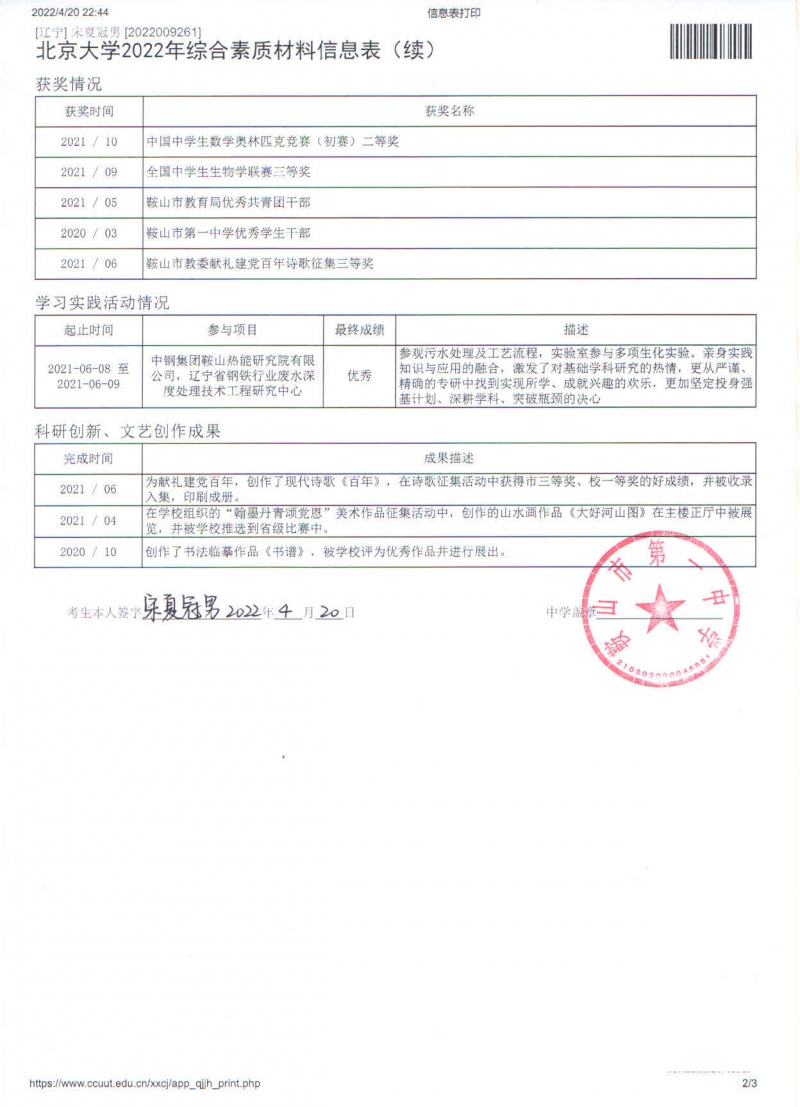 2022/4/20 22:44 信息表打印
[辽宁] 宋夏冠男 [2022009261]
北京大学2022年综合素质材料信息表（续）
获奖情况
获奖时间 获奖名称
2021 / 10 中国中学生数学奥林匹克竞赛（初赛）二等奖
2021 / 09 全国中学生生物学联赛三等奖
2021 / 05 鞍山市教育局优秀共青团干部
2020 / 03 鞍山市第一中学优秀学生干部
2021 / 06 鞍山市教委献礼建党百年诗歌征集三等奖
学习实践活动情况
起止时间 参与项目 最终成绩 描述
2021-06-08 至
2021-06-09
中钢集团鞍山热能研究院有限
公司，辽宁省钢铁行业废水深
度处理技术工程研究中心
优秀
参观污水处理及工艺流程，实验室参与多项生化实验。亲身实践
知识与应用的融合，激发了对基础学科研究的热情，更从严谨、
精确的专研中找到实现所学、成就兴趣的欢乐，更加坚定投身强
基计划、深耕学科、突破瓶颈的决心
科研创新、文艺创作成果
完成时间 成果描述
2021 / 06 为献礼建党百年，创作了现代诗歌《百年》，在诗歌征集活动中获得市三等奖、校一等奖的好成绩，并被收录
入集，印刷成册。
2021 / 04 在学校组织的“翰墨丹青颂党恩”美术作品征集活动中，创作的山水画作品《大好河山图》在主楼正厅中被展
览，并被学校推选到省级比赛中。
2020 / 10 创作了书法临摹作品《书谱》，被学校评为优秀作品并进行展出。
考生本人签字 宋夏冠男 2022年 4 月 20 日 中学盖章
鞍山市第一中学
https://www.ccuut.edu.cn/xxcj/app_qjjh_print.php 2/3